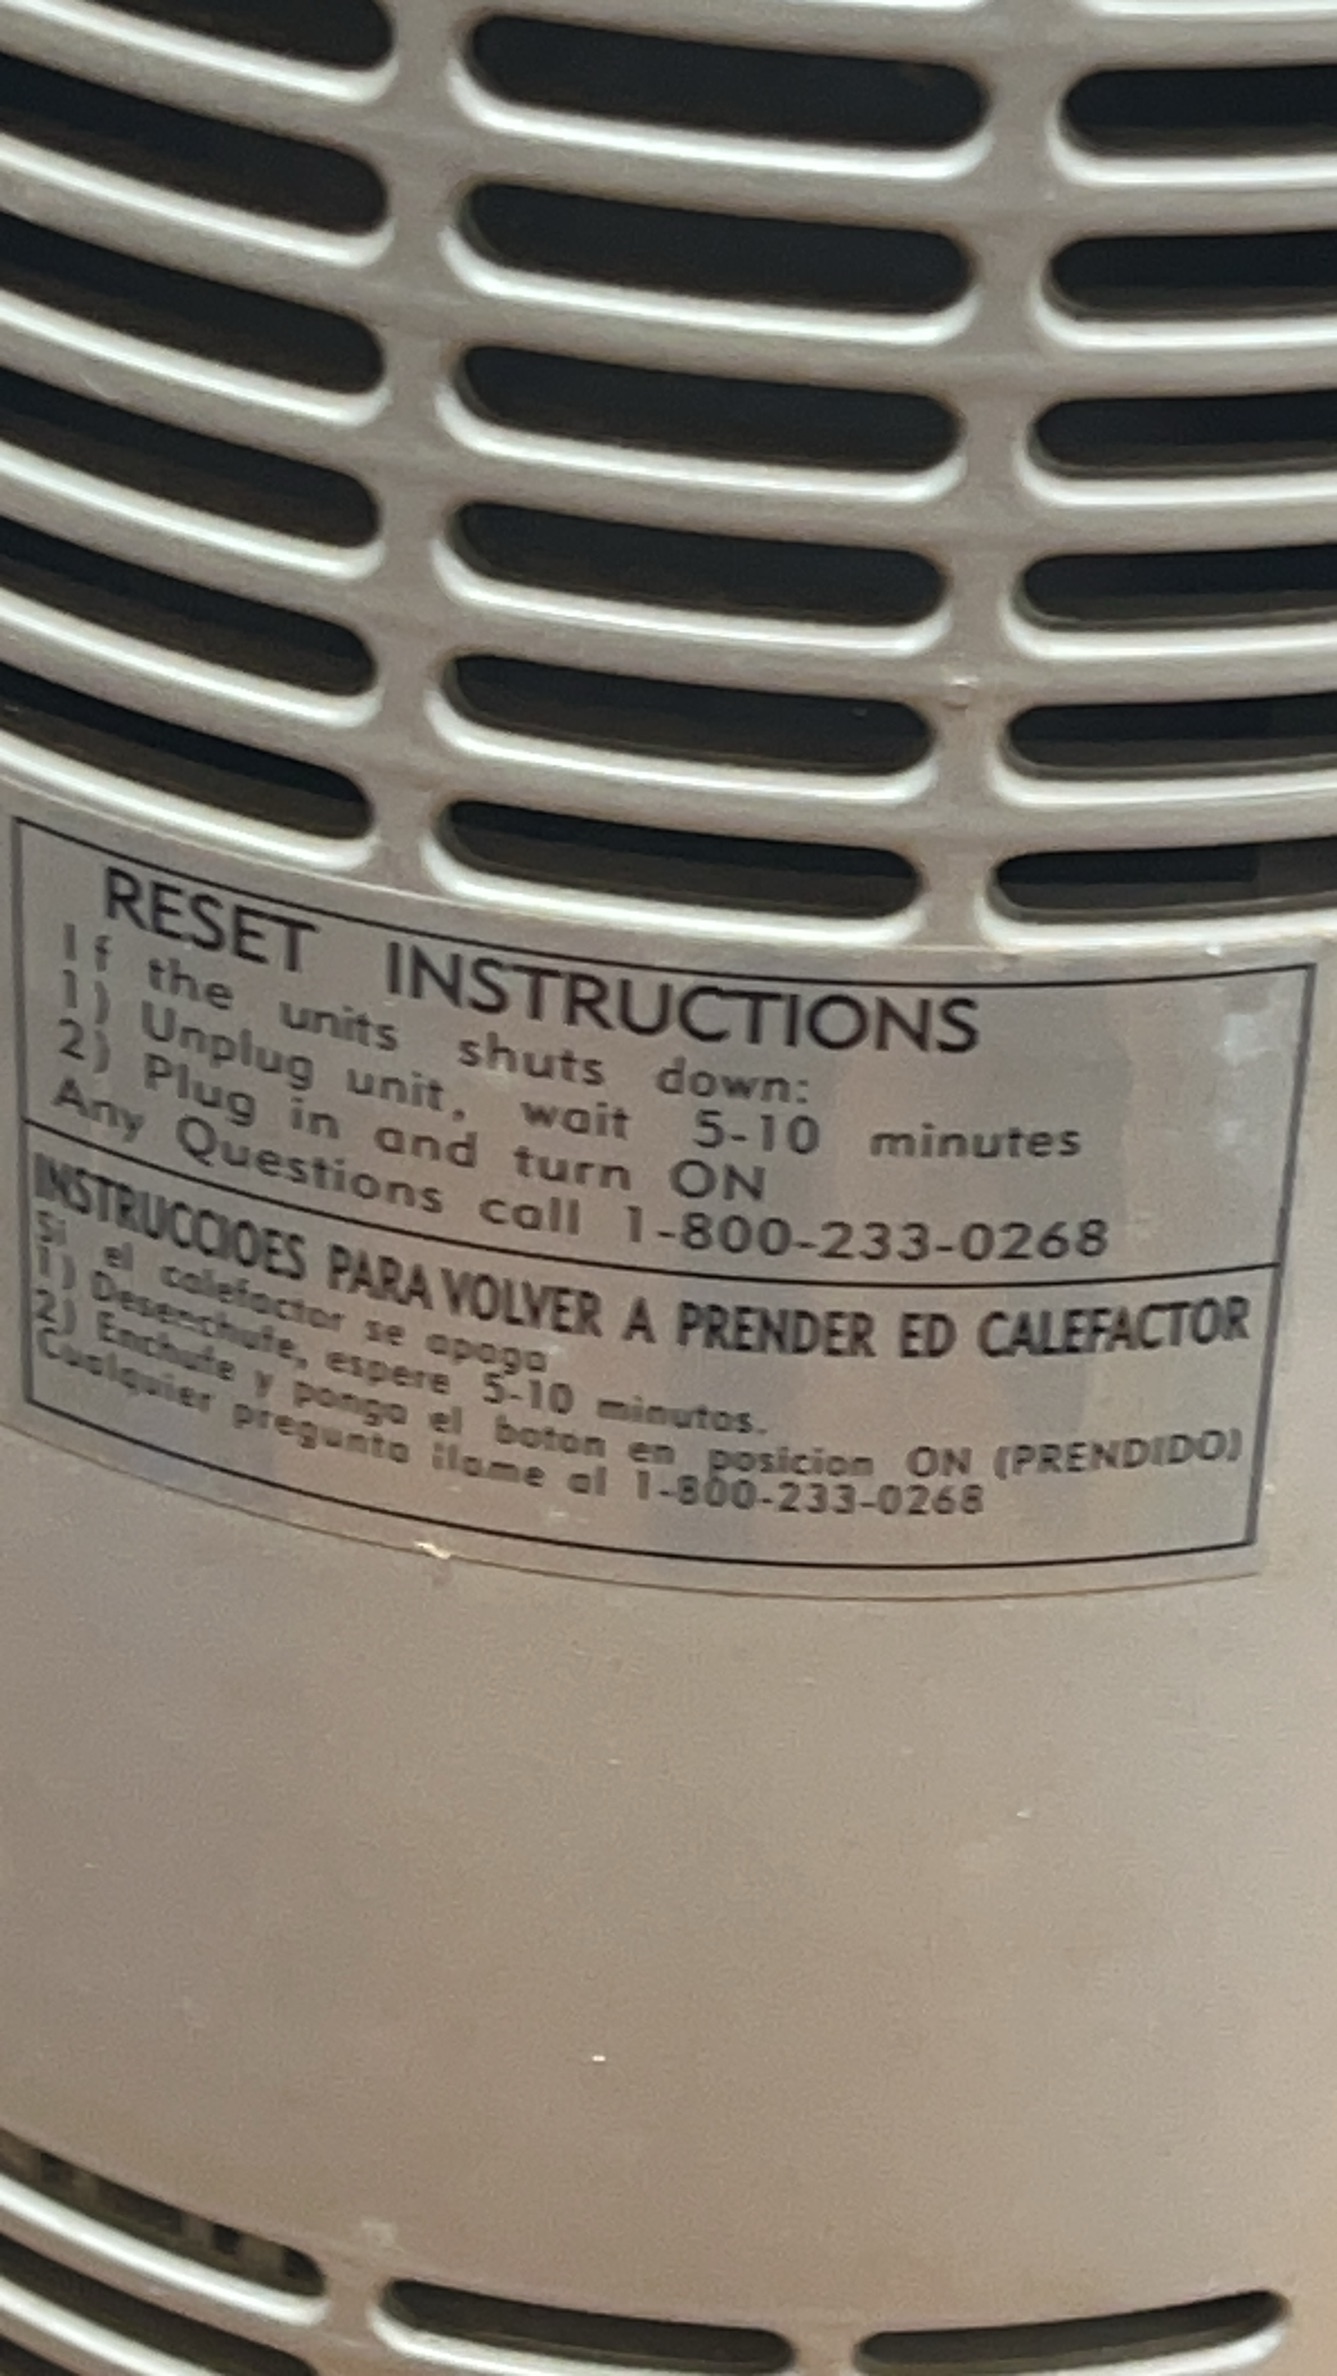 RESET INSTRUCTIONS
If the units shuts down:
1) Unplug unit, wait 5-10 minutes
2) Plug in and turn ON
Any Questions call 1-800-233-0268
INSTRUCCIOES PARA VOLVER A PRENDER ED CALEFACTOR
Si el calefactor se apaga
1) Desenchufe, espere 5-10 minutos.
2) Enchufe y ponga el boton en posicion ON (PRENDIDO)
Cualquier pregunta llame al 1-800-233-0268